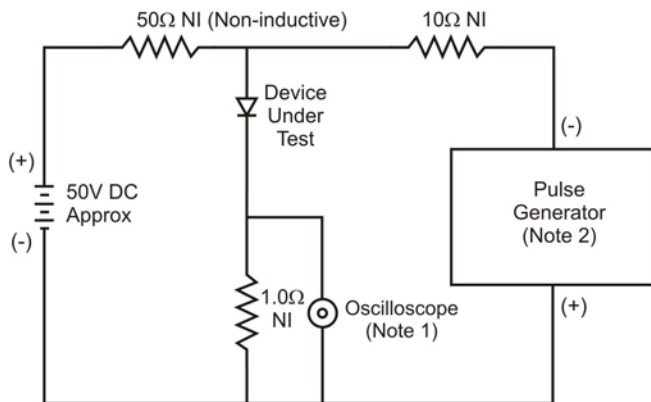 50Ω NI (Non-inductive)
10Ω NI
Device
Under
Test
(+)
50V DC
Approx
(-)
(-)
Pulse
Generator
(Note 2)
(+)
1.0Ω
NI
Oscilloscope
(Note 1)